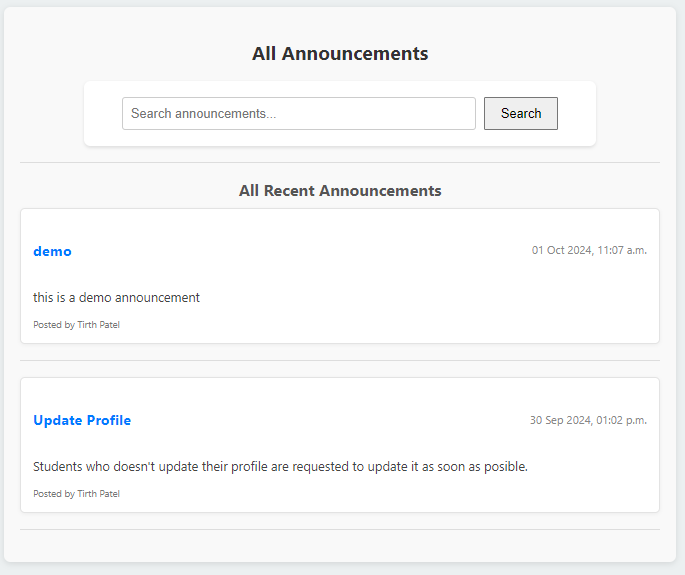 All Announcements
Search announcements...
Search
All Recent Announcements
demo
01 Oct 2024, 11:07 a.m.
this is a demo announcement
Posted by Tirth Patel
Update Profile
30 Sep 2024, 01:02 p.m.
Students who doesn't update their profile are requested to update it as soon as posible.
Posted by Tirth Patel